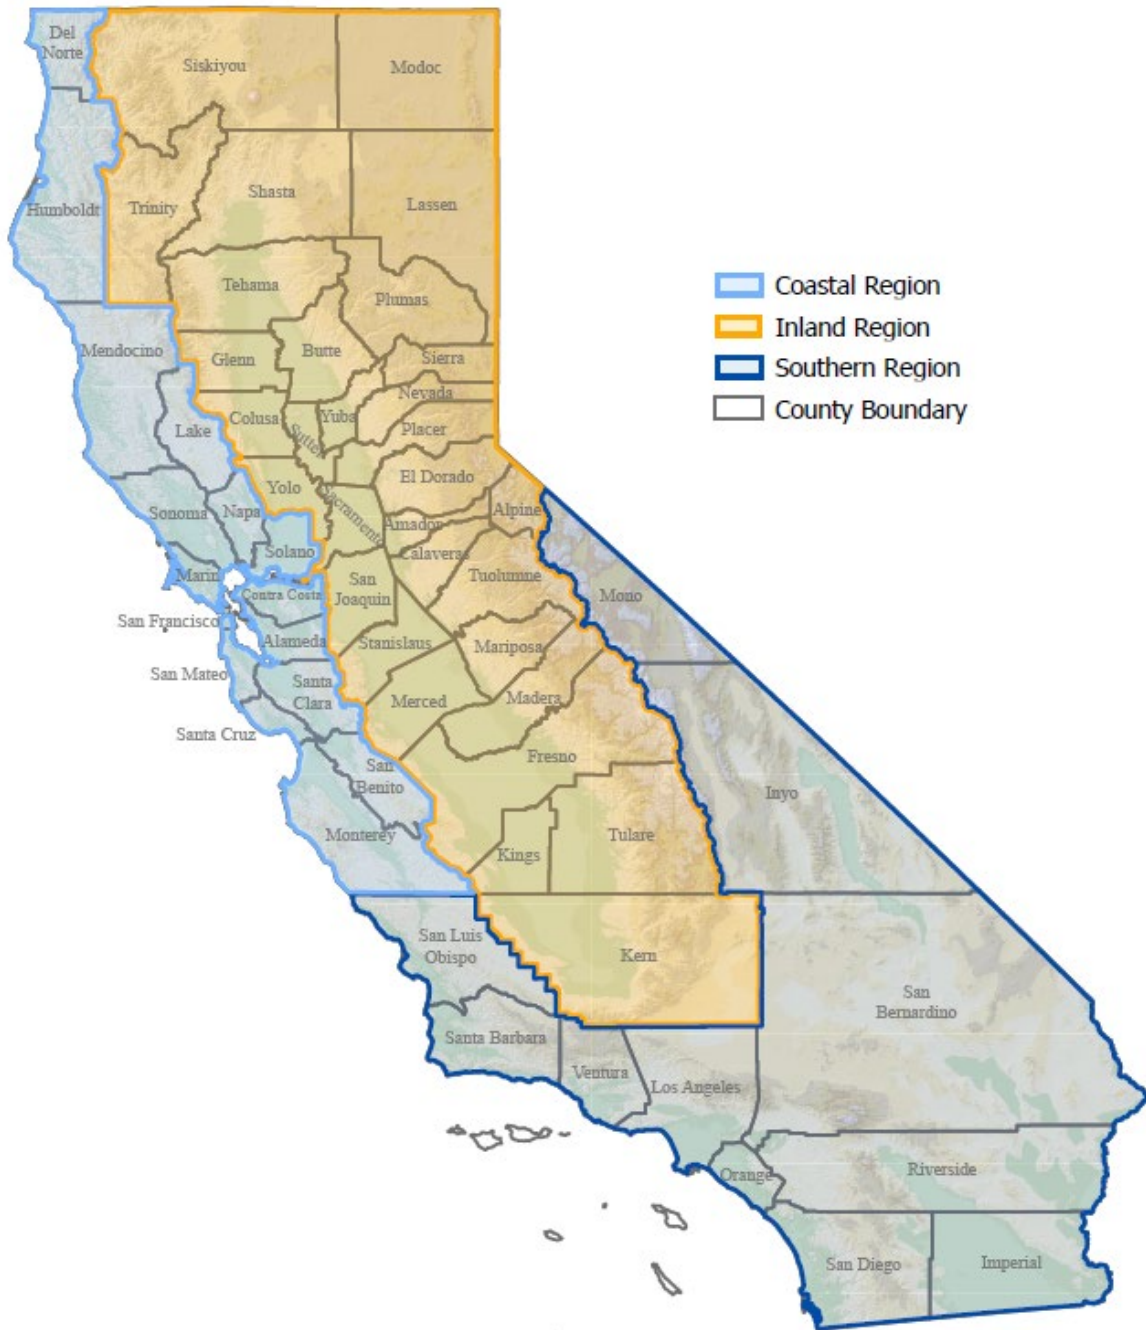 Del
Norte
Siskiyou
Modoc
Humboldt
Trinity
Shasta
Lassen
Tehama
Plumas
Mendocino
Glenn
Butte
Sierra
Nevada
Colusa
Yuba
Placer
Lake
Sutter
El Dorado
Yolo
Sacramento
Alpine
Sonoma
Napa
Amador
Solano
Calaveras
Marin
Contra Costa
San
Joaquin
Tuolumne
Mono
San Francisco
Alameda
Stanislaus
Mariposa
San Mateo
Santa
Clara
Merced
Madera
Santa Cruz
San
Benito
Fresno
Inyo
Monterey
Kings
Tulare
San Luis
Obispo
Kern
San
Bernardino
Santa Barbara
Ventura
Los Angeles
Orange
Riverside
San Diego
Imperial
Coastal Region
Inland Region
Southern Region
County Boundary